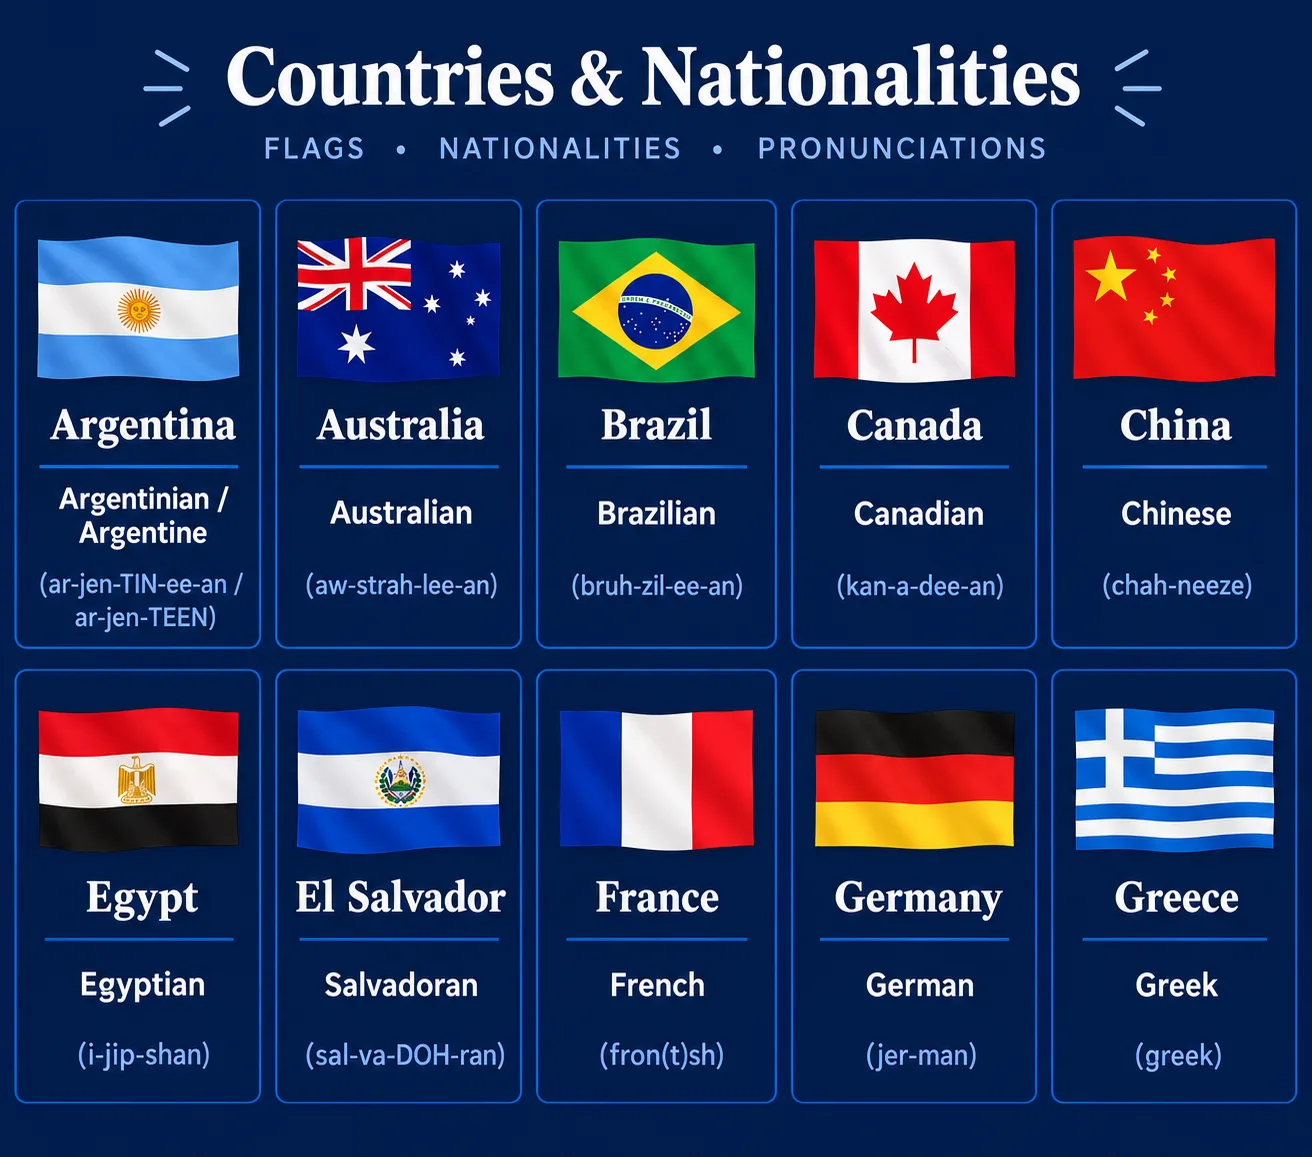 Countries & Nationalities
FLAGS • NATIONALITIES • PRONUNCIATIONS
Argentina
Argentinian /
Argentine
(ar-jen-TIN-ee-an /
ar-jen-TEEN)
Australia
Australian
(aw-strah-lee-an)
Brazil
Brazilian
(bruh-zil-ee-an)
Canada
Canadian
(kan-a-dee-an)
China
Chinese
(chah-neeze)
Egypt
Egyptian
(i-jip-shan)
El Salvador
Salvadoran
(sal-va-DOH-ran)
France
French
(fron(t)sh)
Germany
German
(jer-man)
Greece
Greek
(greek)